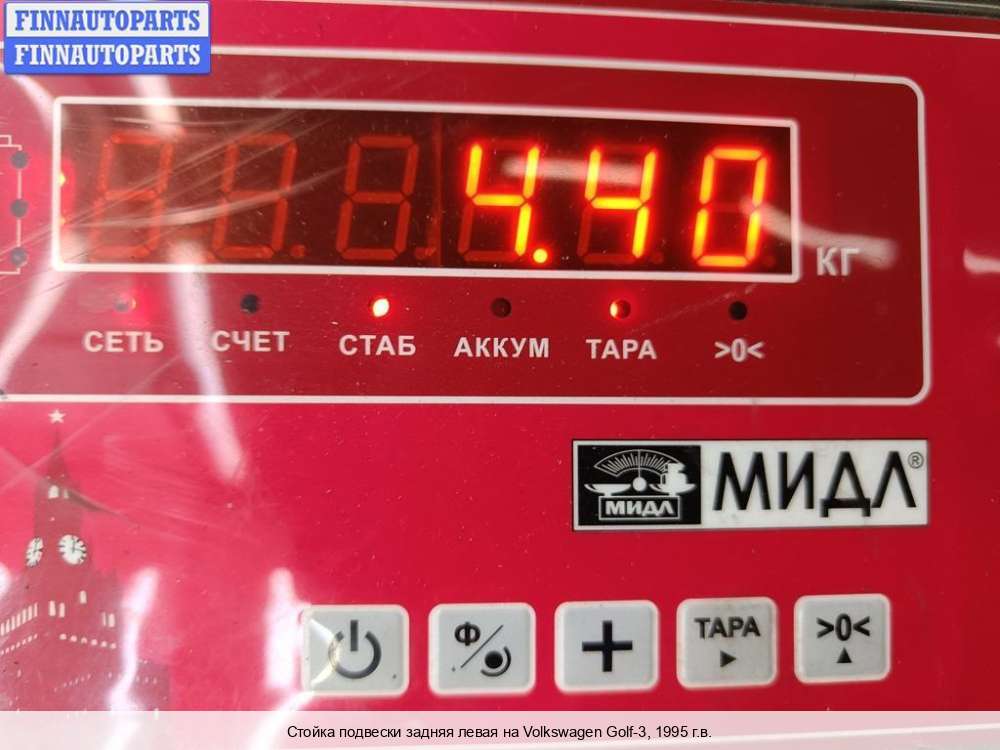 FINNAUTOPARTS
FINNAUTOPARTS
4.40
КГ
СЕТЬ СЧЕТ СТАБ АККУМ ТАРА >0<
МИДЛ МИДЛ®
Ф ТАРА >0<
Стойка подвески задняя левая на Volkswagen Golf-3, 1995 г.в.